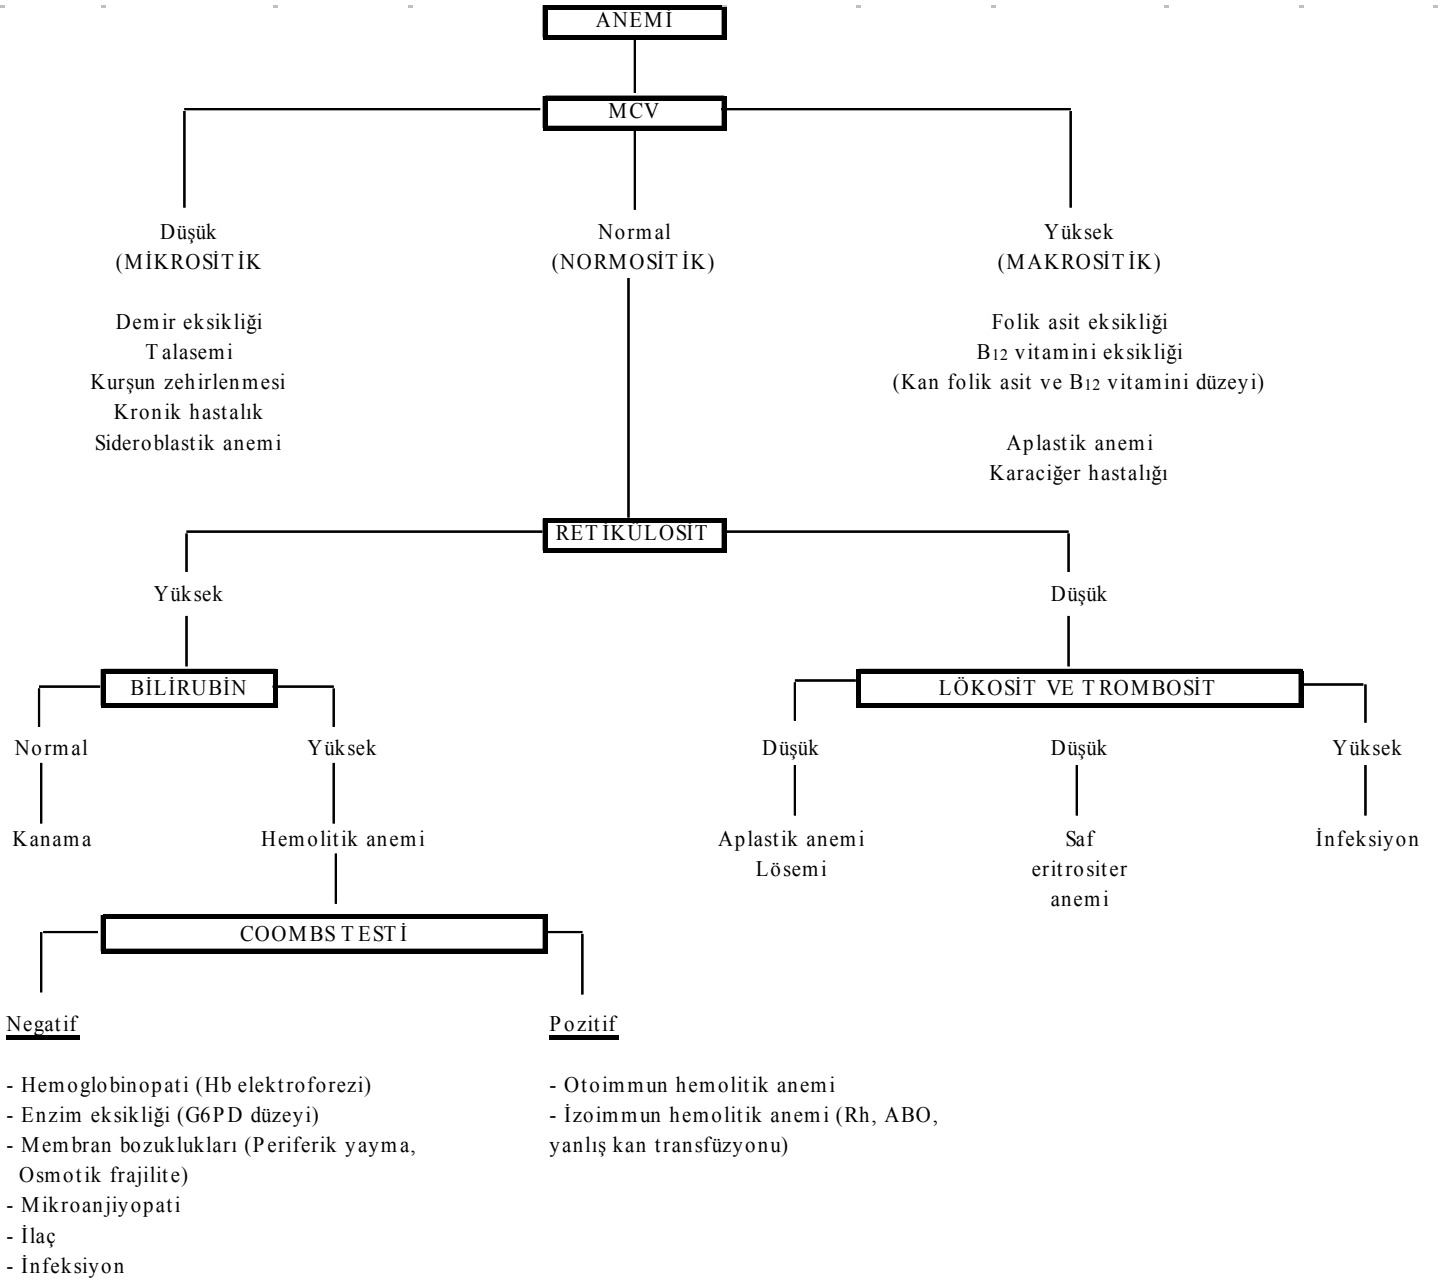 ANEMİ
MCV
Düşük
(MİKROSİTİK
Normal
(NORMOSİTİK)
Yüksek
(MAKROSİTİK)
Demir eksikliği
Talasemi
Kurşun zehirlenmesi
Kronik hastalık
Sideroblastik anemi
Folik asit eksikliği
B12 vitamini eksikliği
(Kan folik asit ve B12 vitamini düzeyi)
Aplastik anemi
Karaciğer hastalığı
RETİKÜLOSİT
Yüksek
Düşük
BİLİRUBİN
LÖKOSİT VE TROMBOSİT
Normal
Yüksek
Düşük
Düşük
Yüksek
Kanama
Hemolitik anemi
Aplastik anemi
Lösemi
Saf
eritrositer
anemi
İnfeksiyon
COOMBS TESTİ
Negatif
- Hemoglobinopati (Hb elektroforezi)
- Enzim eksikliği (G6PD düzeyi)
- Membran bozuklukları (Periferik yayma,
Osmotik frajilite)
- Mikroanjiyopati
- İlaç
- İnfeksiyon
Pozitif
- Otoimmun hemolitik anemi
- İzoimmun hemolitik anemi (Rh, ABO,
yanlış kan transfüzyonu)